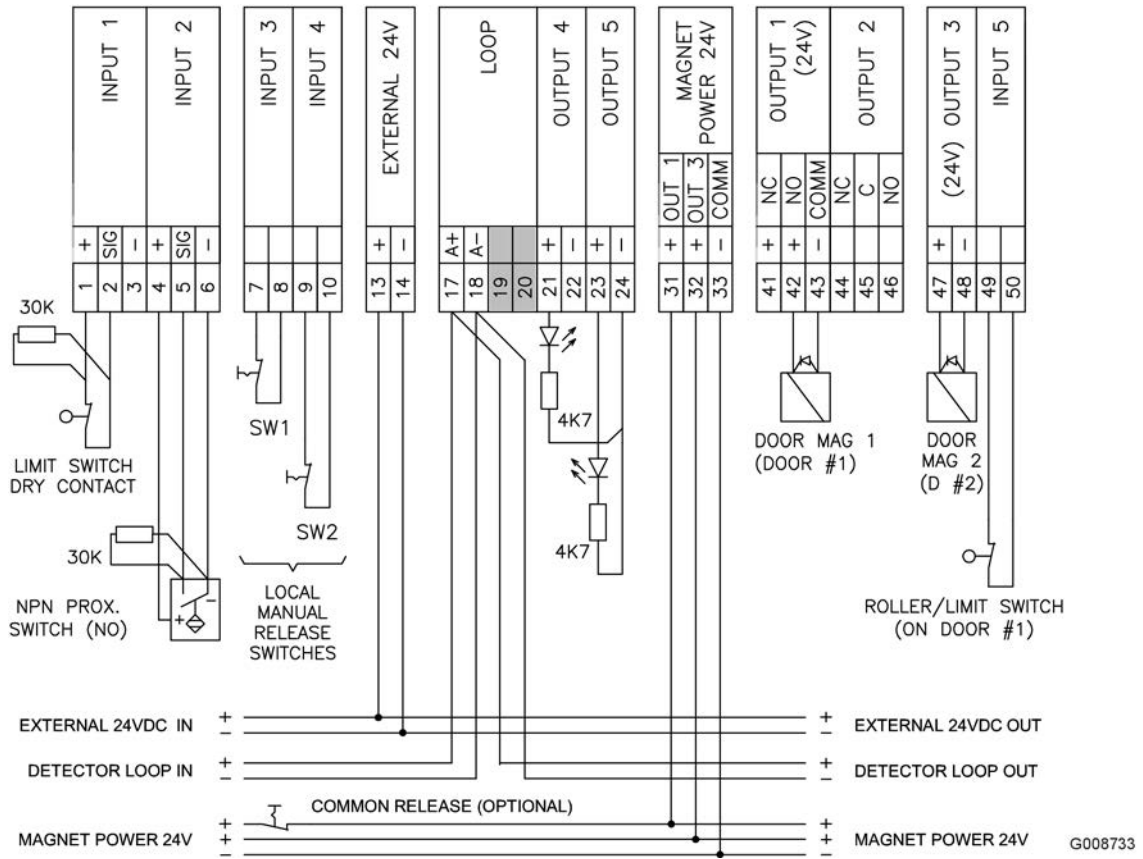 INPUT 1
INPUT 2
INPUT 3
INPUT 4
EXTERNAL 24V
LOOP
OUTPUT 4
OUTPUT 5
MAGNET
POWER 24V
OUTPUT 1
(24V)
OUTPUT 2
(24V) OUTPUT 3
INPUT 5
OUT 1
OUT 3
COMM
NC
NO
COMM
NC
C
NO
+ SIG - + SIG -
+ -
A+ A-
+ - + -
+ + -
+ + -
+ -
1 2 3 4 5 6
7 8 9 10
13 14
17 18 19 20 21 22 23 24
31 32 33
41 42 43 44 45 46
47 48 49 50
30K
LIMIT SWITCH
DRY CONTACT
30K
NPN PROX.
SWITCH (NO)
+ -
SW1
SW2
LOCAL
MANUAL
RELEASE
SWITCHES
4K7
4K7
DOOR MAG 1
(DOOR #1)
DOOR
MAG 2
(D #2)
ROLLER/LIMIT SWITCH
(ON DOOR #1)
EXTERNAL 24VDC IN
+
-
+
-
EXTERNAL 24VDC OUT
DETECTOR LOOP IN
+
-
+
-
DETECTOR LOOP OUT
COMMON RELEASE (OPTIONAL)
MAGNET POWER 24V
+
+
-
+
+
-
MAGNET POWER 24V
G008733